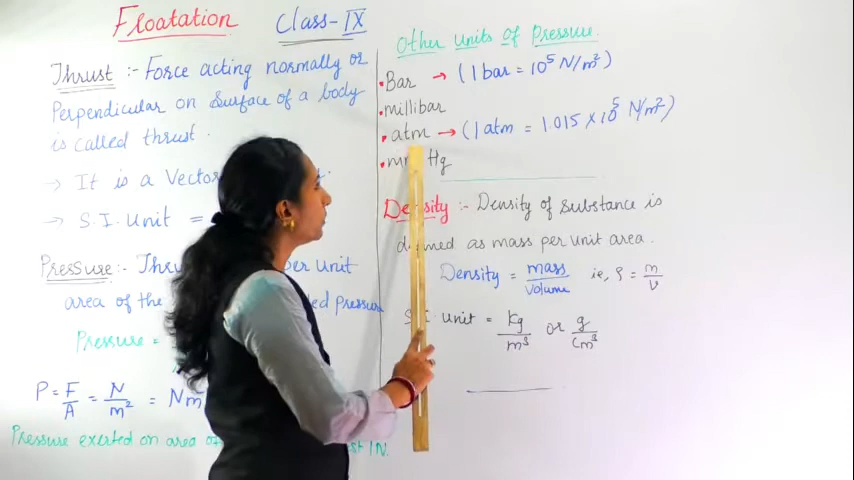 Floatation Class-IX
Thrust :- Force acting normally or
Perpendicular on Surface of a body
is called thrust.
→ It is a Vector
→ S.I. Unit =
Pressure:- per Unit
area of the Pressure
Pressure =
P = F/A = N/m² = Nm
Pressure exerted on area of 1N.
Other units of Pressure.
• Bar → (1 bar = 10⁵ N/m²)
• millibar
• atm → (1 atm = 1.015 × 10⁵ N/m²)
• Hg
Density :- Density of Substance is
defined as mass per unit area.
Density = mass/volume ie, ρ = m/v
S.I. Unit = Kg/m³ or g/cm³